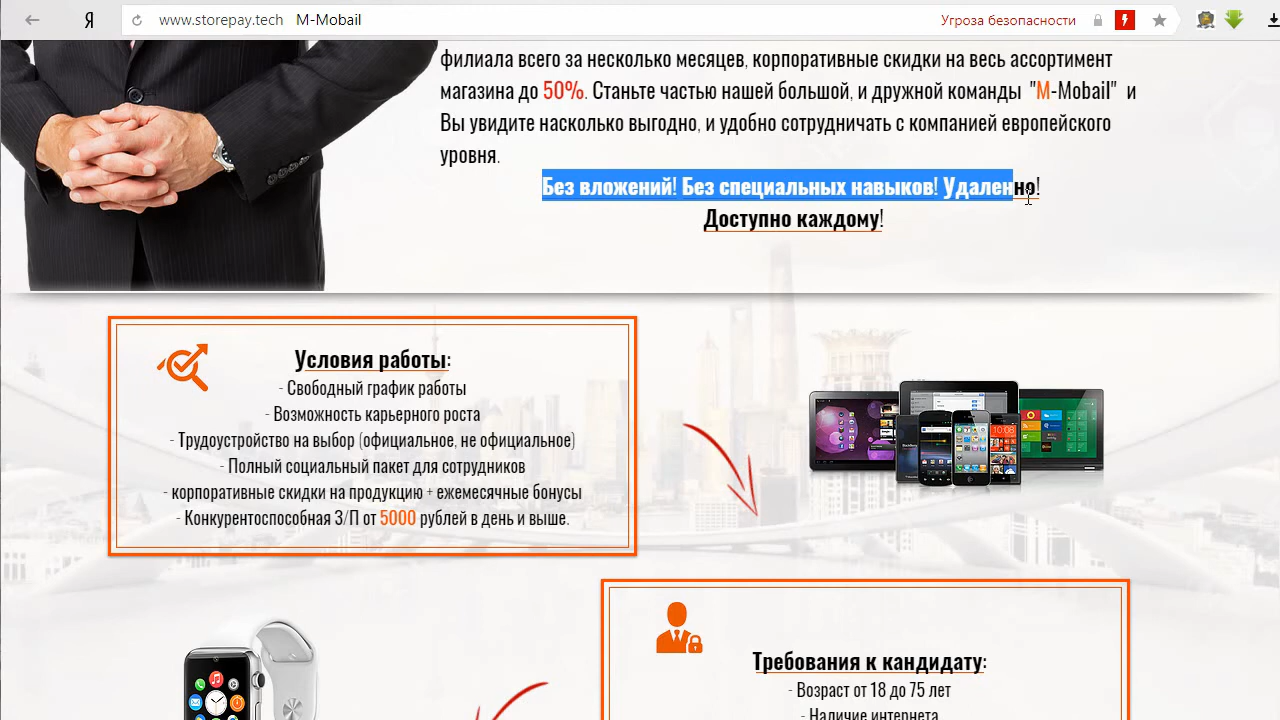 Я
www.storepay.tech M-Mobail
Угроза безопасности
филиала всего за несколько месяцев, корпоративные скидки на весь ассортимент
магазина до 50%. Станьте частью нашей большой, и дружной команды "M-Mobail" и
Вы увидите насколько выгодно, и удобно сотрудничать с компанией европейского
уровня.
Без вложений! Без специальных навыков! Удаленно!
Доступно каждому!
Условия работы:
- Свободный график работы
- Возможность карьерного роста
- Трудоустройство на выбор (официальное, не официальное)
- Полный социальный пакет для сотрудников
- корпоративные скидки на продукцию + ежемесячные бонусы
- Конкурентоспособная З/П от 5000 рублей в день и выше.
Требования к кандидату:
- Возраст от 18 до 75 лет
- Наличие интернета